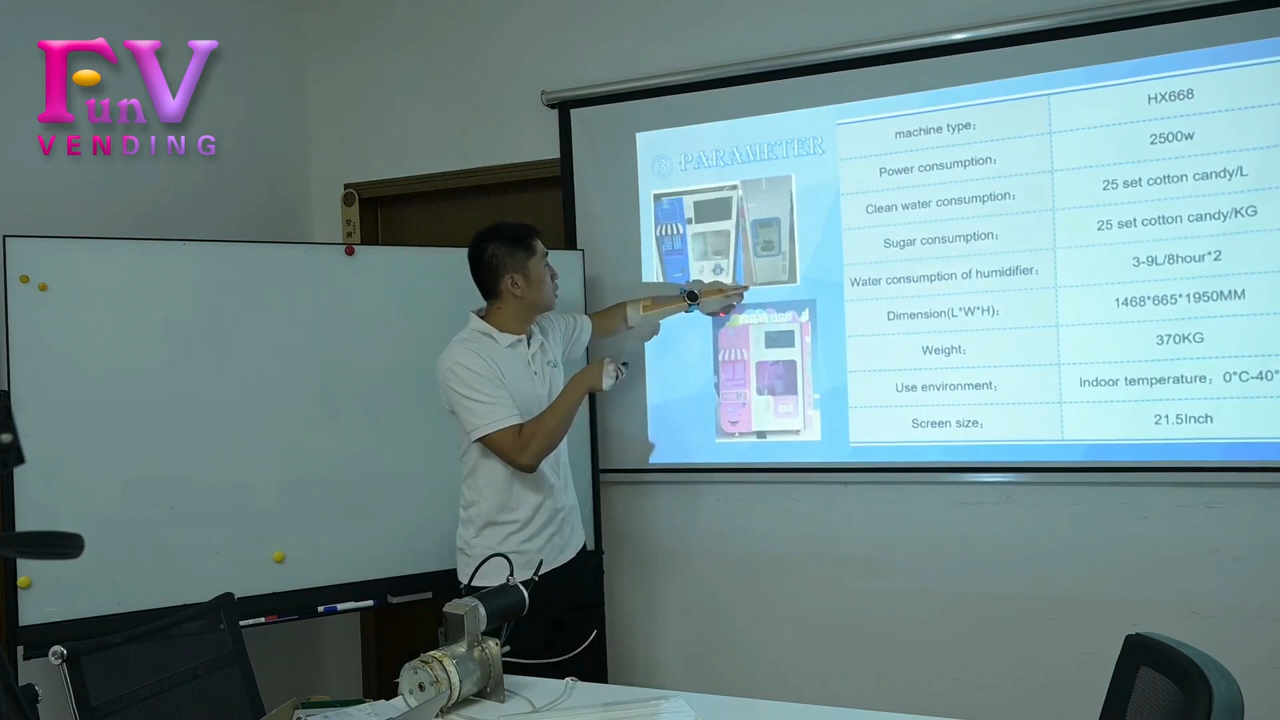 FunV
VENDING
PARAMETER
machine type： HX668
Power consumption： 2500w
Clean water consumption： 25 set cotton candy/L
Sugar consumption： 25 set cotton candy/KG
Water consumption of humidifier： 3-9L/8hour*2
Dimension(L*W*H)： 1468*665*1950MM
Weight： 370KG
Use environment： Indoor temperature：0°C-40°
Screen size： 21.5Inch